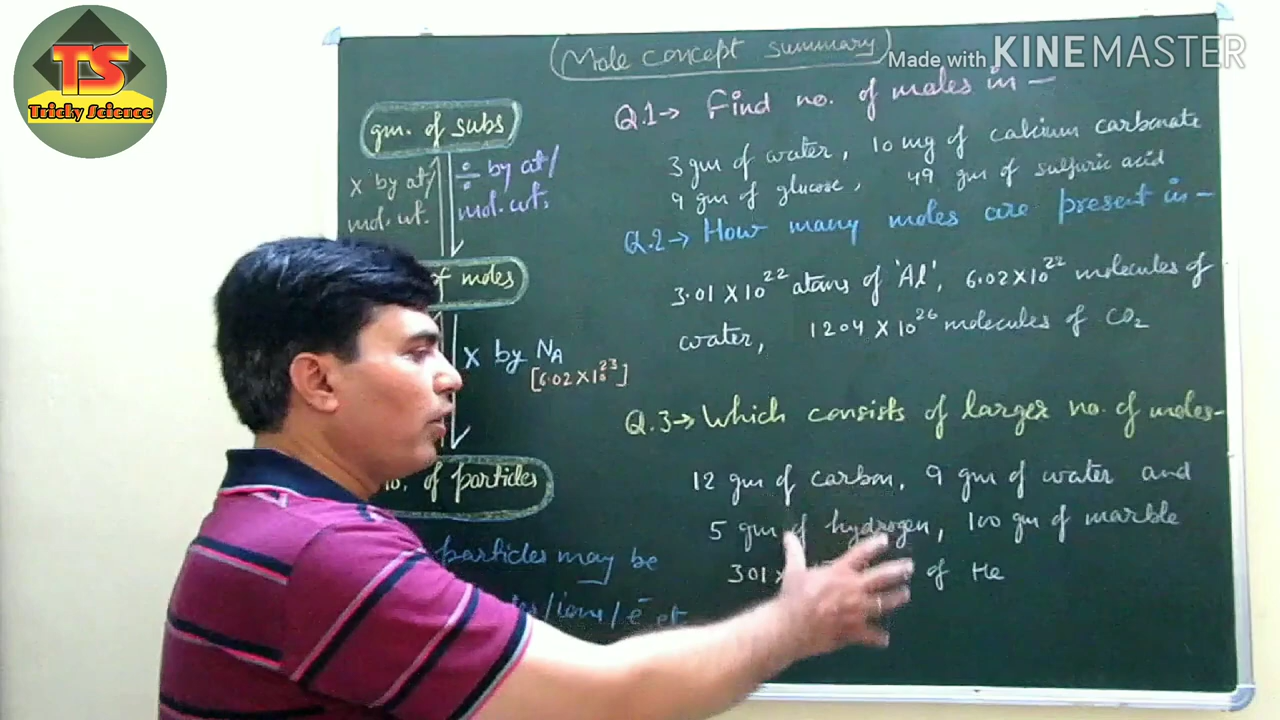 TS
Tricky Science
Made with KINEMASTER
(Mole concept summary)
gm. of subs
x by at/
mol. wt.
÷ by at/
mol. wt.
of moles
x by NA
[6.02 x 10^23]
no. of particles
particles may be
/ions/e⁻ et
Q.1→ Find no. of moles in -
3 gm of water, 10 mg of calcium carbonate
9 gm of glucose, 49 gm of sulfuric acid
Q.2→ How many moles are present in -
3.01 x 10^22 atoms of 'Al', 6.02 x 10^22 molecules of
water, 1204 x 10^26 molecules of CO2
Q.3→ Which consists of larger no. of moles-
12 gm of carbon, 9 gm of water and
5 gm of hydrogen, 100 gm of marble
301 x of He